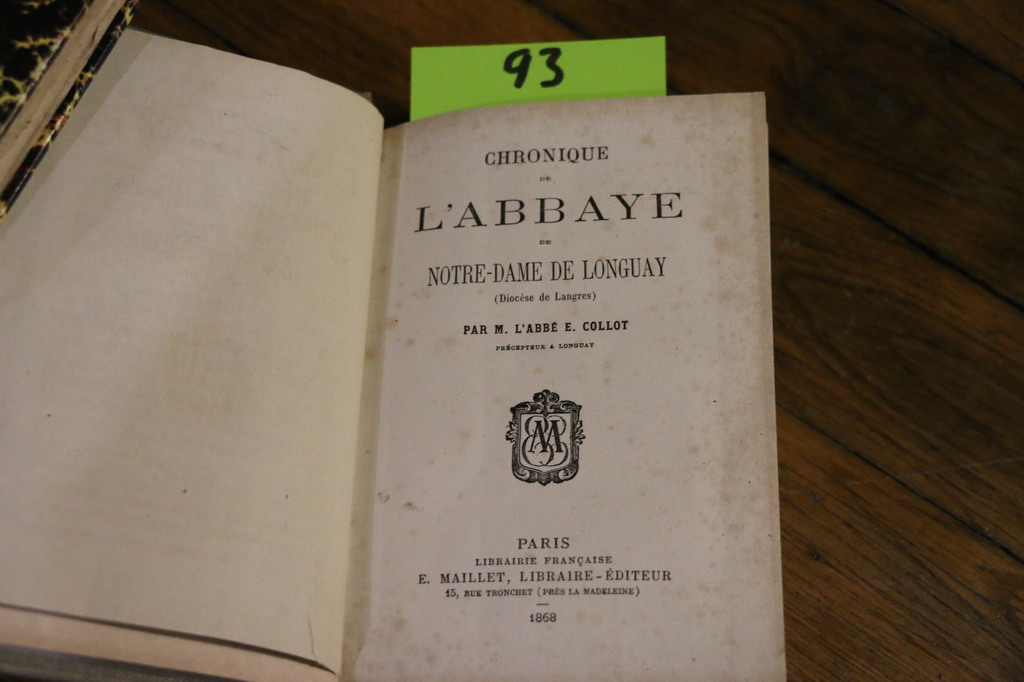 93
CHRONIQUE
DE
L'ABBAYE
DE
NOTRE-DAME DE LONGUAY
(Diocèse de Langres)
PAR M. L'ABBÉ E. COLLOT
PRÉCEPTEUR A LONGUAY
PARIS
LIBRAIRIE FRANÇAISE
E. MAILLET, LIBRAIRE-ÉDITEUR
15, RUE TRONCHET (PRÈS LA MADELEINE)
1868